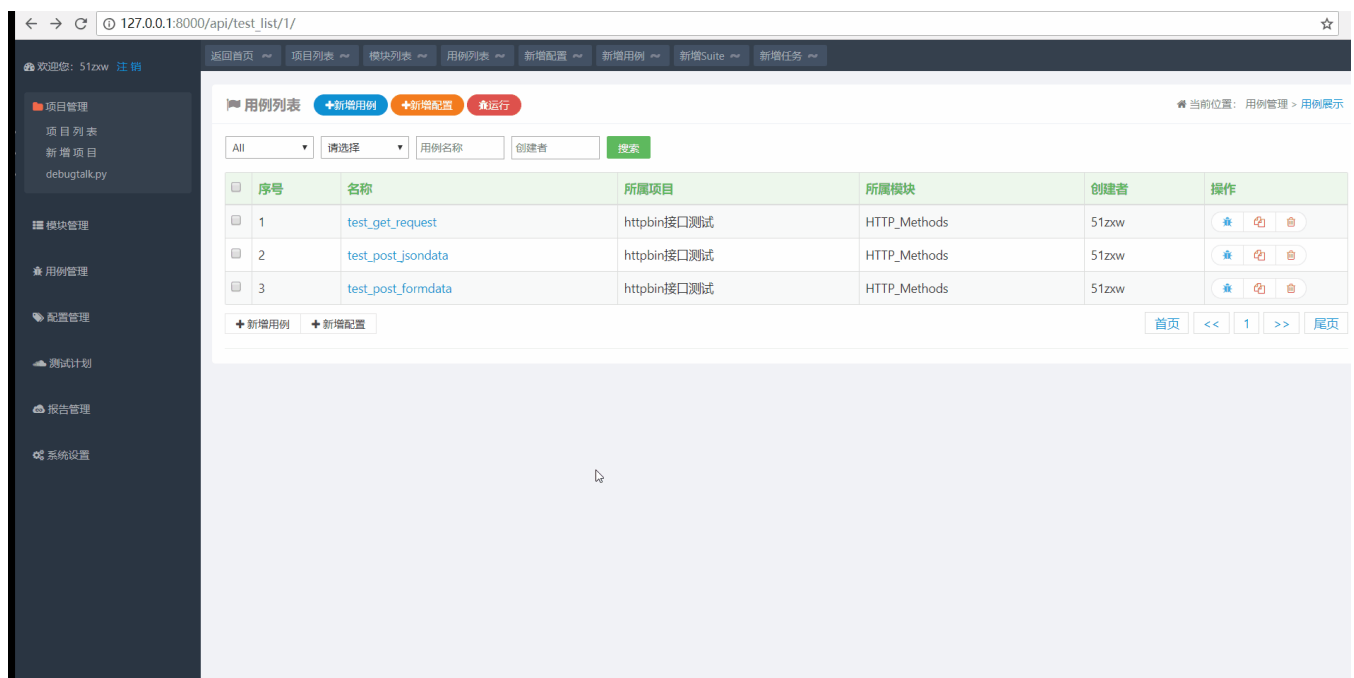 127.0.0.1:8000/api/test_list/1/
欢迎您：51zxw 注 销
返回首页 项目列表 模块列表 用例列表 新增配置 新增用例 新增Suite 新增任务
项目管理
项 目 列 表
新 增 项 目
debugtalk.py
模块管理
用例管理
配置管理
测试计划
报告管理
系统设置
用例列表 +新增用例 +新增配置 运行
当前位置： 用例管理 > 用例展示
All 请选择 用例名称 创建者 搜索
序号 名称 所属项目 所属模块 创建者 操作
1 test_get_request httpbin接口测试 HTTP_Methods 51zxw
2 test_post_jsondata httpbin接口测试 HTTP_Methods 51zxw
3 test_post_formdata httpbin接口测试 HTTP_Methods 51zxw
+ 新增用例 + 新增配置
首页 << 1 >> 尾页